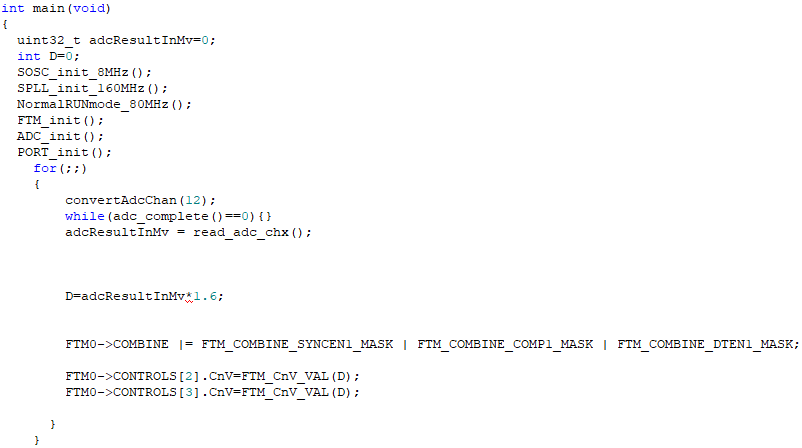 int main(void)
{
uint32_t adcResultInMv=0;
int D=0;
SOSC_init_8MHz();
SPLL_init_160MHz();
NormalRUNmode_80MHz();
FTM_init();
ADC_init();
PORT_init();
for(;;)
{
convertAdcChan(12);
while(adc_complete()==0){}
adcResultInMv = read_adc_chx();
D=adcResultInMv*1.6;
FTM0->COMBINE |= FTM_COMBINE_SYNCEN1_MASK | FTM_COMBINE_COMP1_MASK | FTM_COMBINE_DTEN1_MASK;
FTM0->CONTROLS[2].CnV=FTM_CnV_VAL(D);
FTM0->CONTROLS[3].CnV=FTM_CnV_VAL(D);
}
}